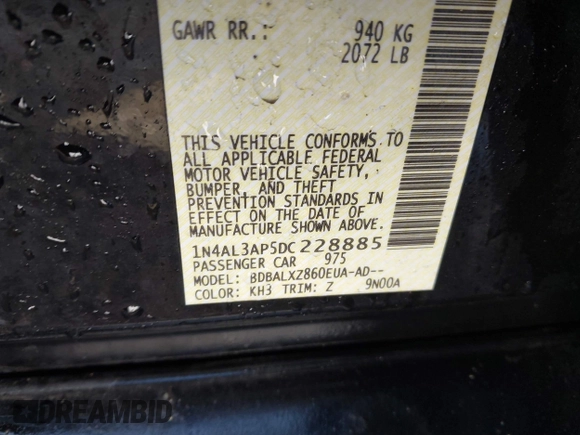 GAWR RR.: 940 KG
2072 LB
THIS VEHICLE CONFORMS TO
ALL APPLICABLE FEDERAL
MOTOR VEHICLE SAFETY,
BUMPER, AND THEFT
PREVENTION STANDARDS IN
EFFECT ON THE DATE OF
MANUFACTURE SHOWN ABOVE.
1N4AL3AP5DC228885
PASSENGER CAR 975
MODEL: BDBALXZ860EUA-AD--
COLOR: KH3 TRIM: Z 9N00A
DREAMBID